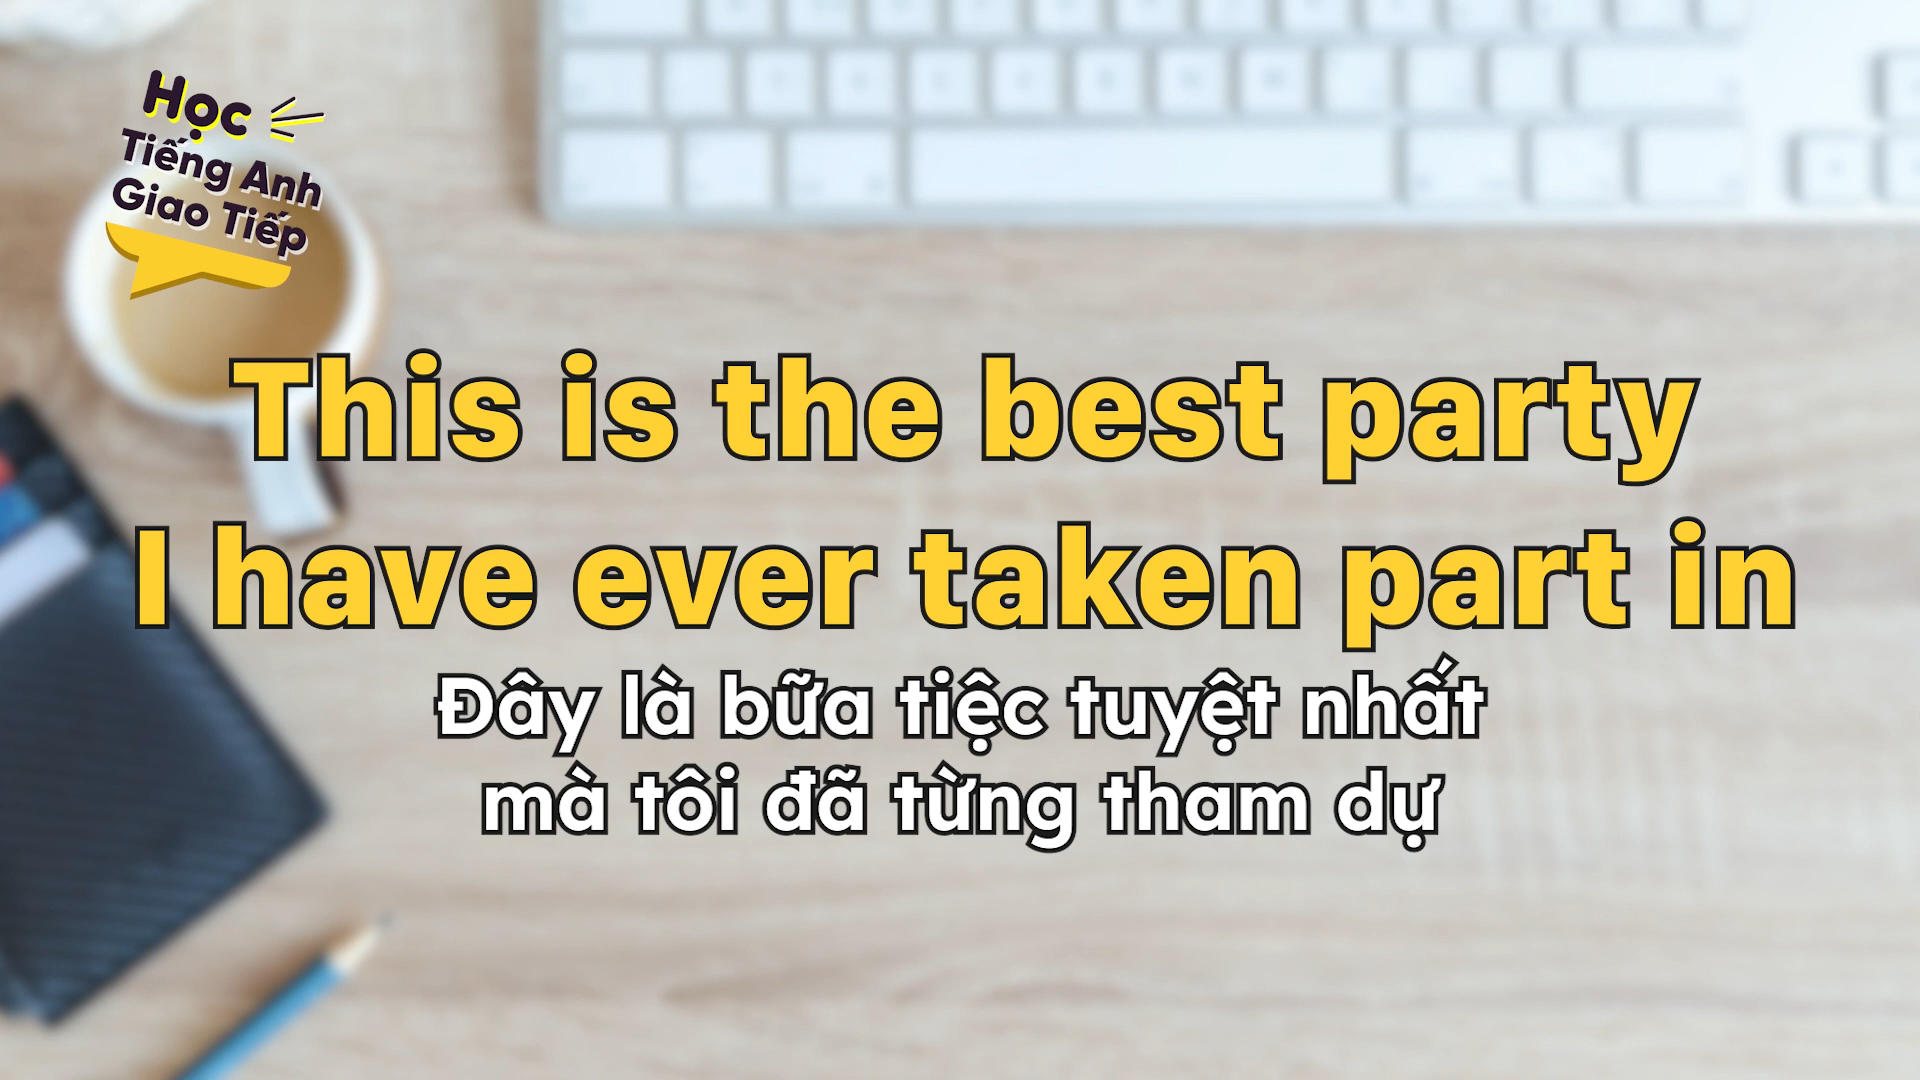 Học
Tiếng Anh
Giao Tiếp
This is the best party
I have ever taken part in
Đây là bữa tiệc tuyệt nhất
mà tôi đã từng tham dự